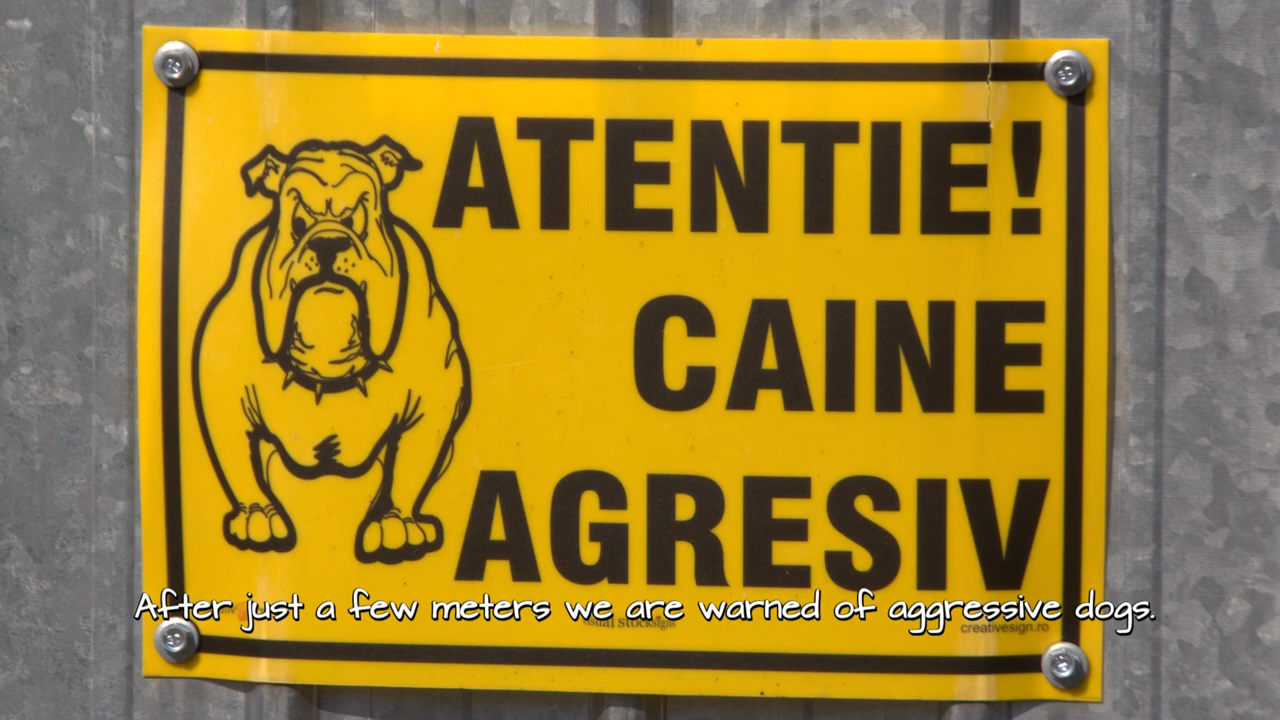 ATENTIE!
CAINE
AGRESIV
After just a few meters we are warned of aggressive dogs.
creativesign.ro